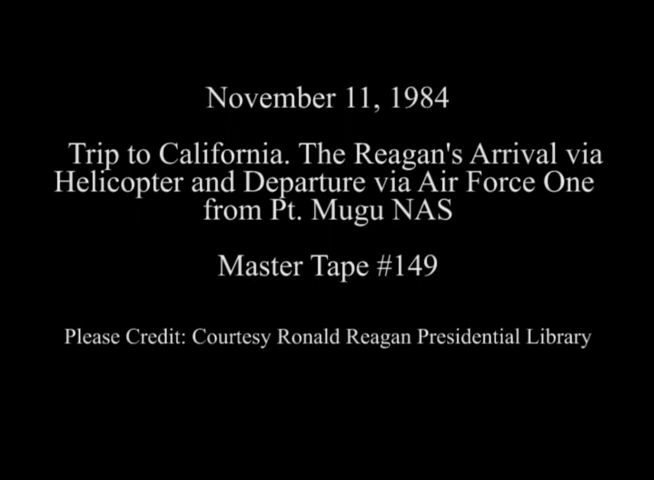 November 11, 1984
Trip to California. The Reagan's Arrival via
Helicopter and Departure via Air Force One
from Pt. Mugu NAS
Master Tape #149
Please Credit: Courtesy Ronald Reagan Presidential Library